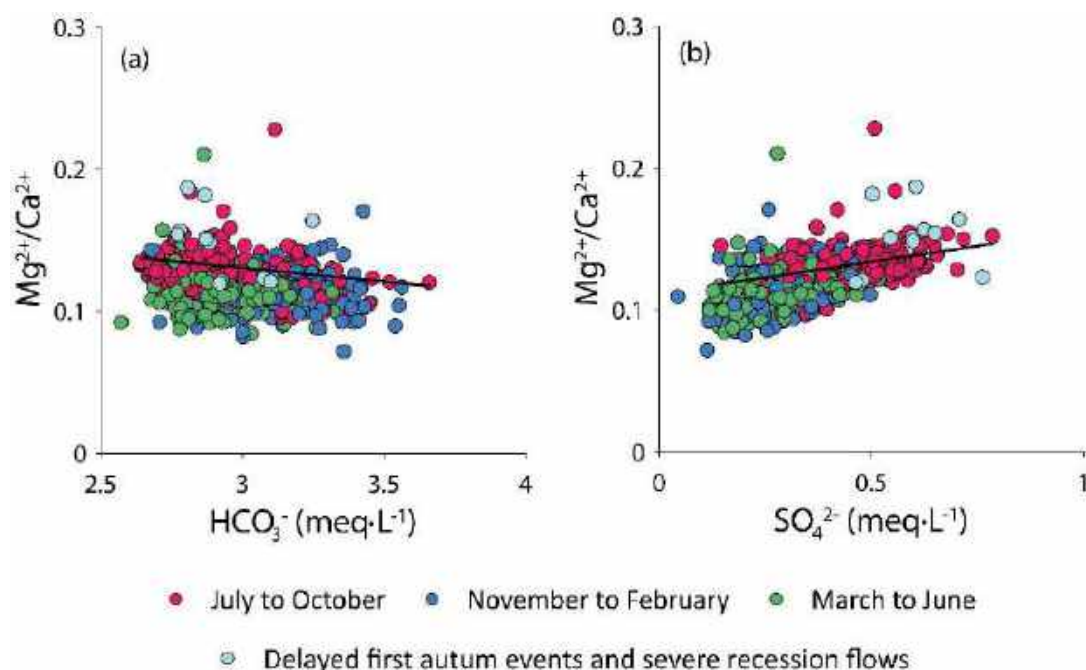 0.3
(a)
0.2
0.1
0
2.5
3
3.5
4
Mg²⁺/Ca²⁺
HCO₃⁻ (meq·L⁻¹)
0.3
(b)
0.2
0.1
0
0
0.5
1
Mg²⁺/Ca²⁺
SO₄²⁻ (meq·L⁻¹)
July to October
November to February
March to June
Delayed first autum events and severe recession flows